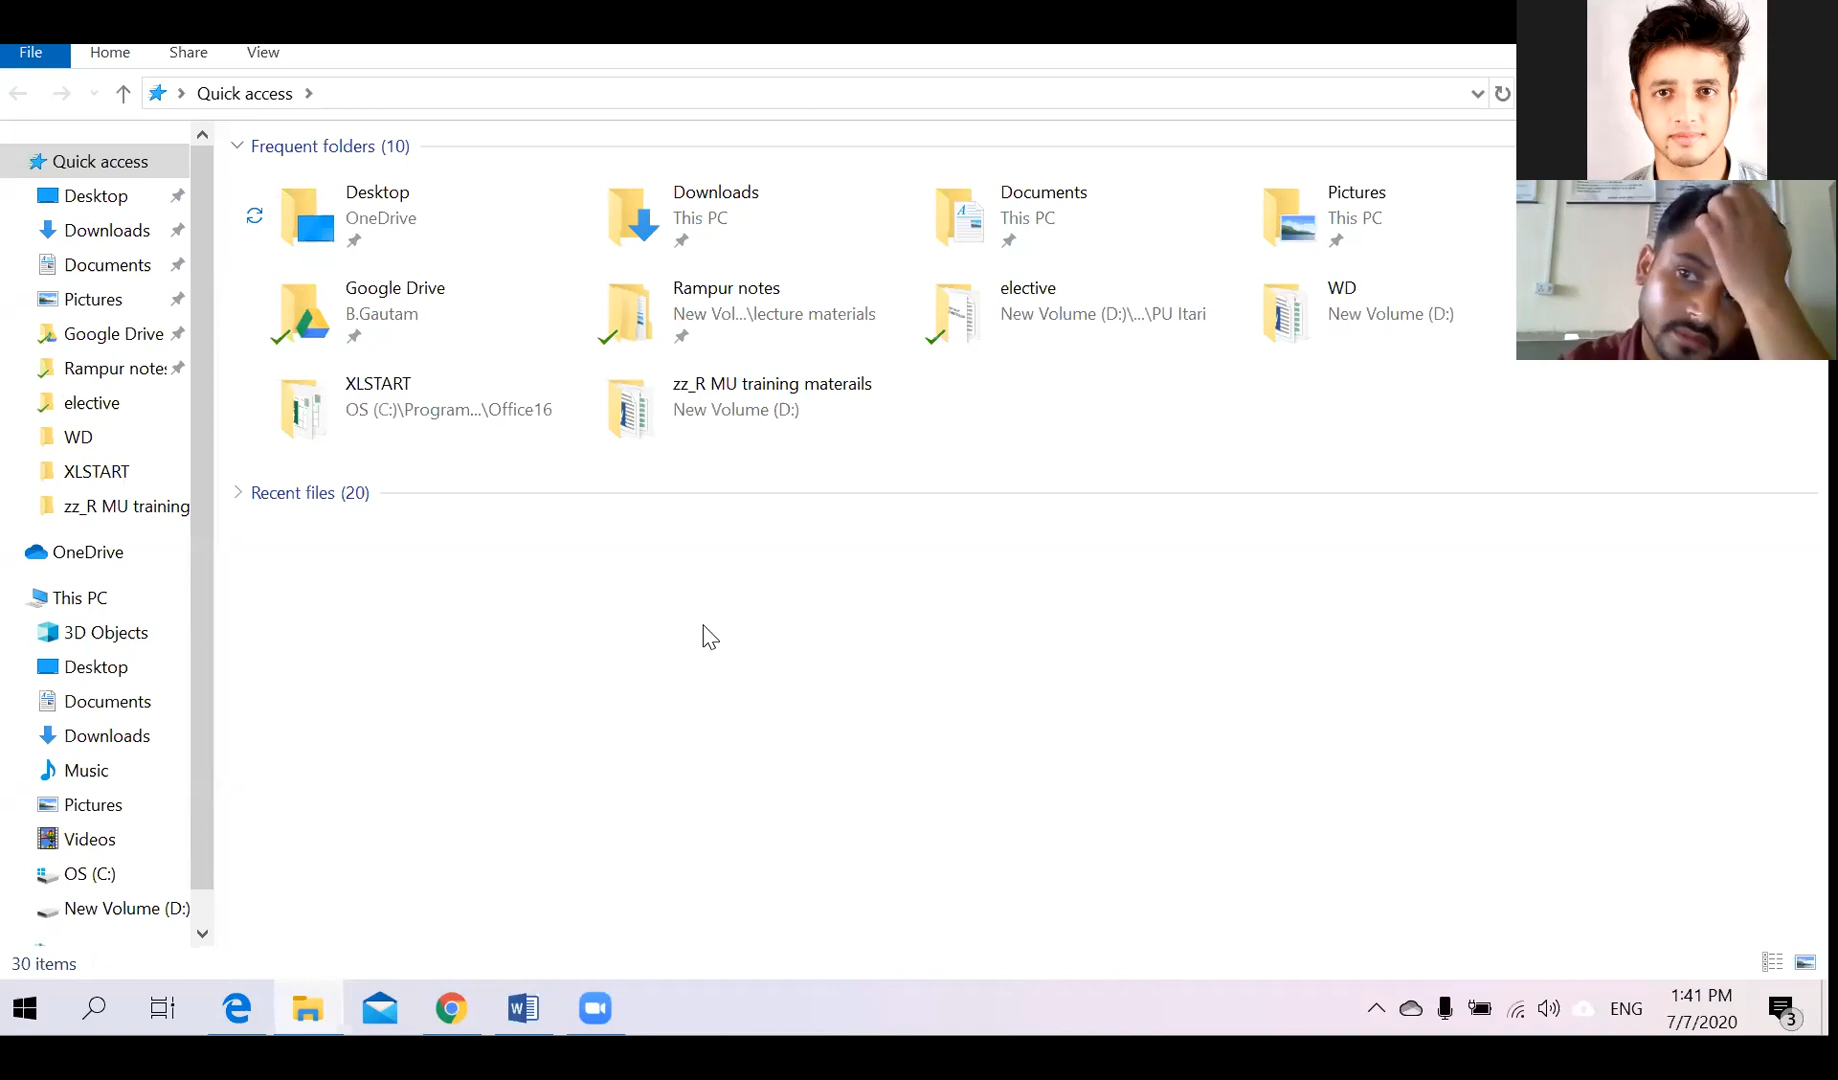 File Home Share View
Quick access
Quick access
Desktop
Downloads
Documents
Pictures
Google Drive
Rampur notes
elective
WD
XLSTART
zz_R MU training
OneDrive
This PC
3D Objects
Desktop
Documents
Downloads
Music
Pictures
Videos
OS (C:)
New Volume (D:)
Frequent folders (10)
Desktop
OneDrive
Downloads
This PC
Documents
This PC
Pictures
This PC
Google Drive
B.Gautam
Rampur notes
New Vol...\lecture materials
elective
New Volume (D:)\...\PU Itari
WD
New Volume (D:)
XLSTART
OS (C:)\Program...\Office16
zz_R MU training materails
New Volume (D:)
Recent files (20)
30 items
ENG
1:41 PM
7/7/2020
3